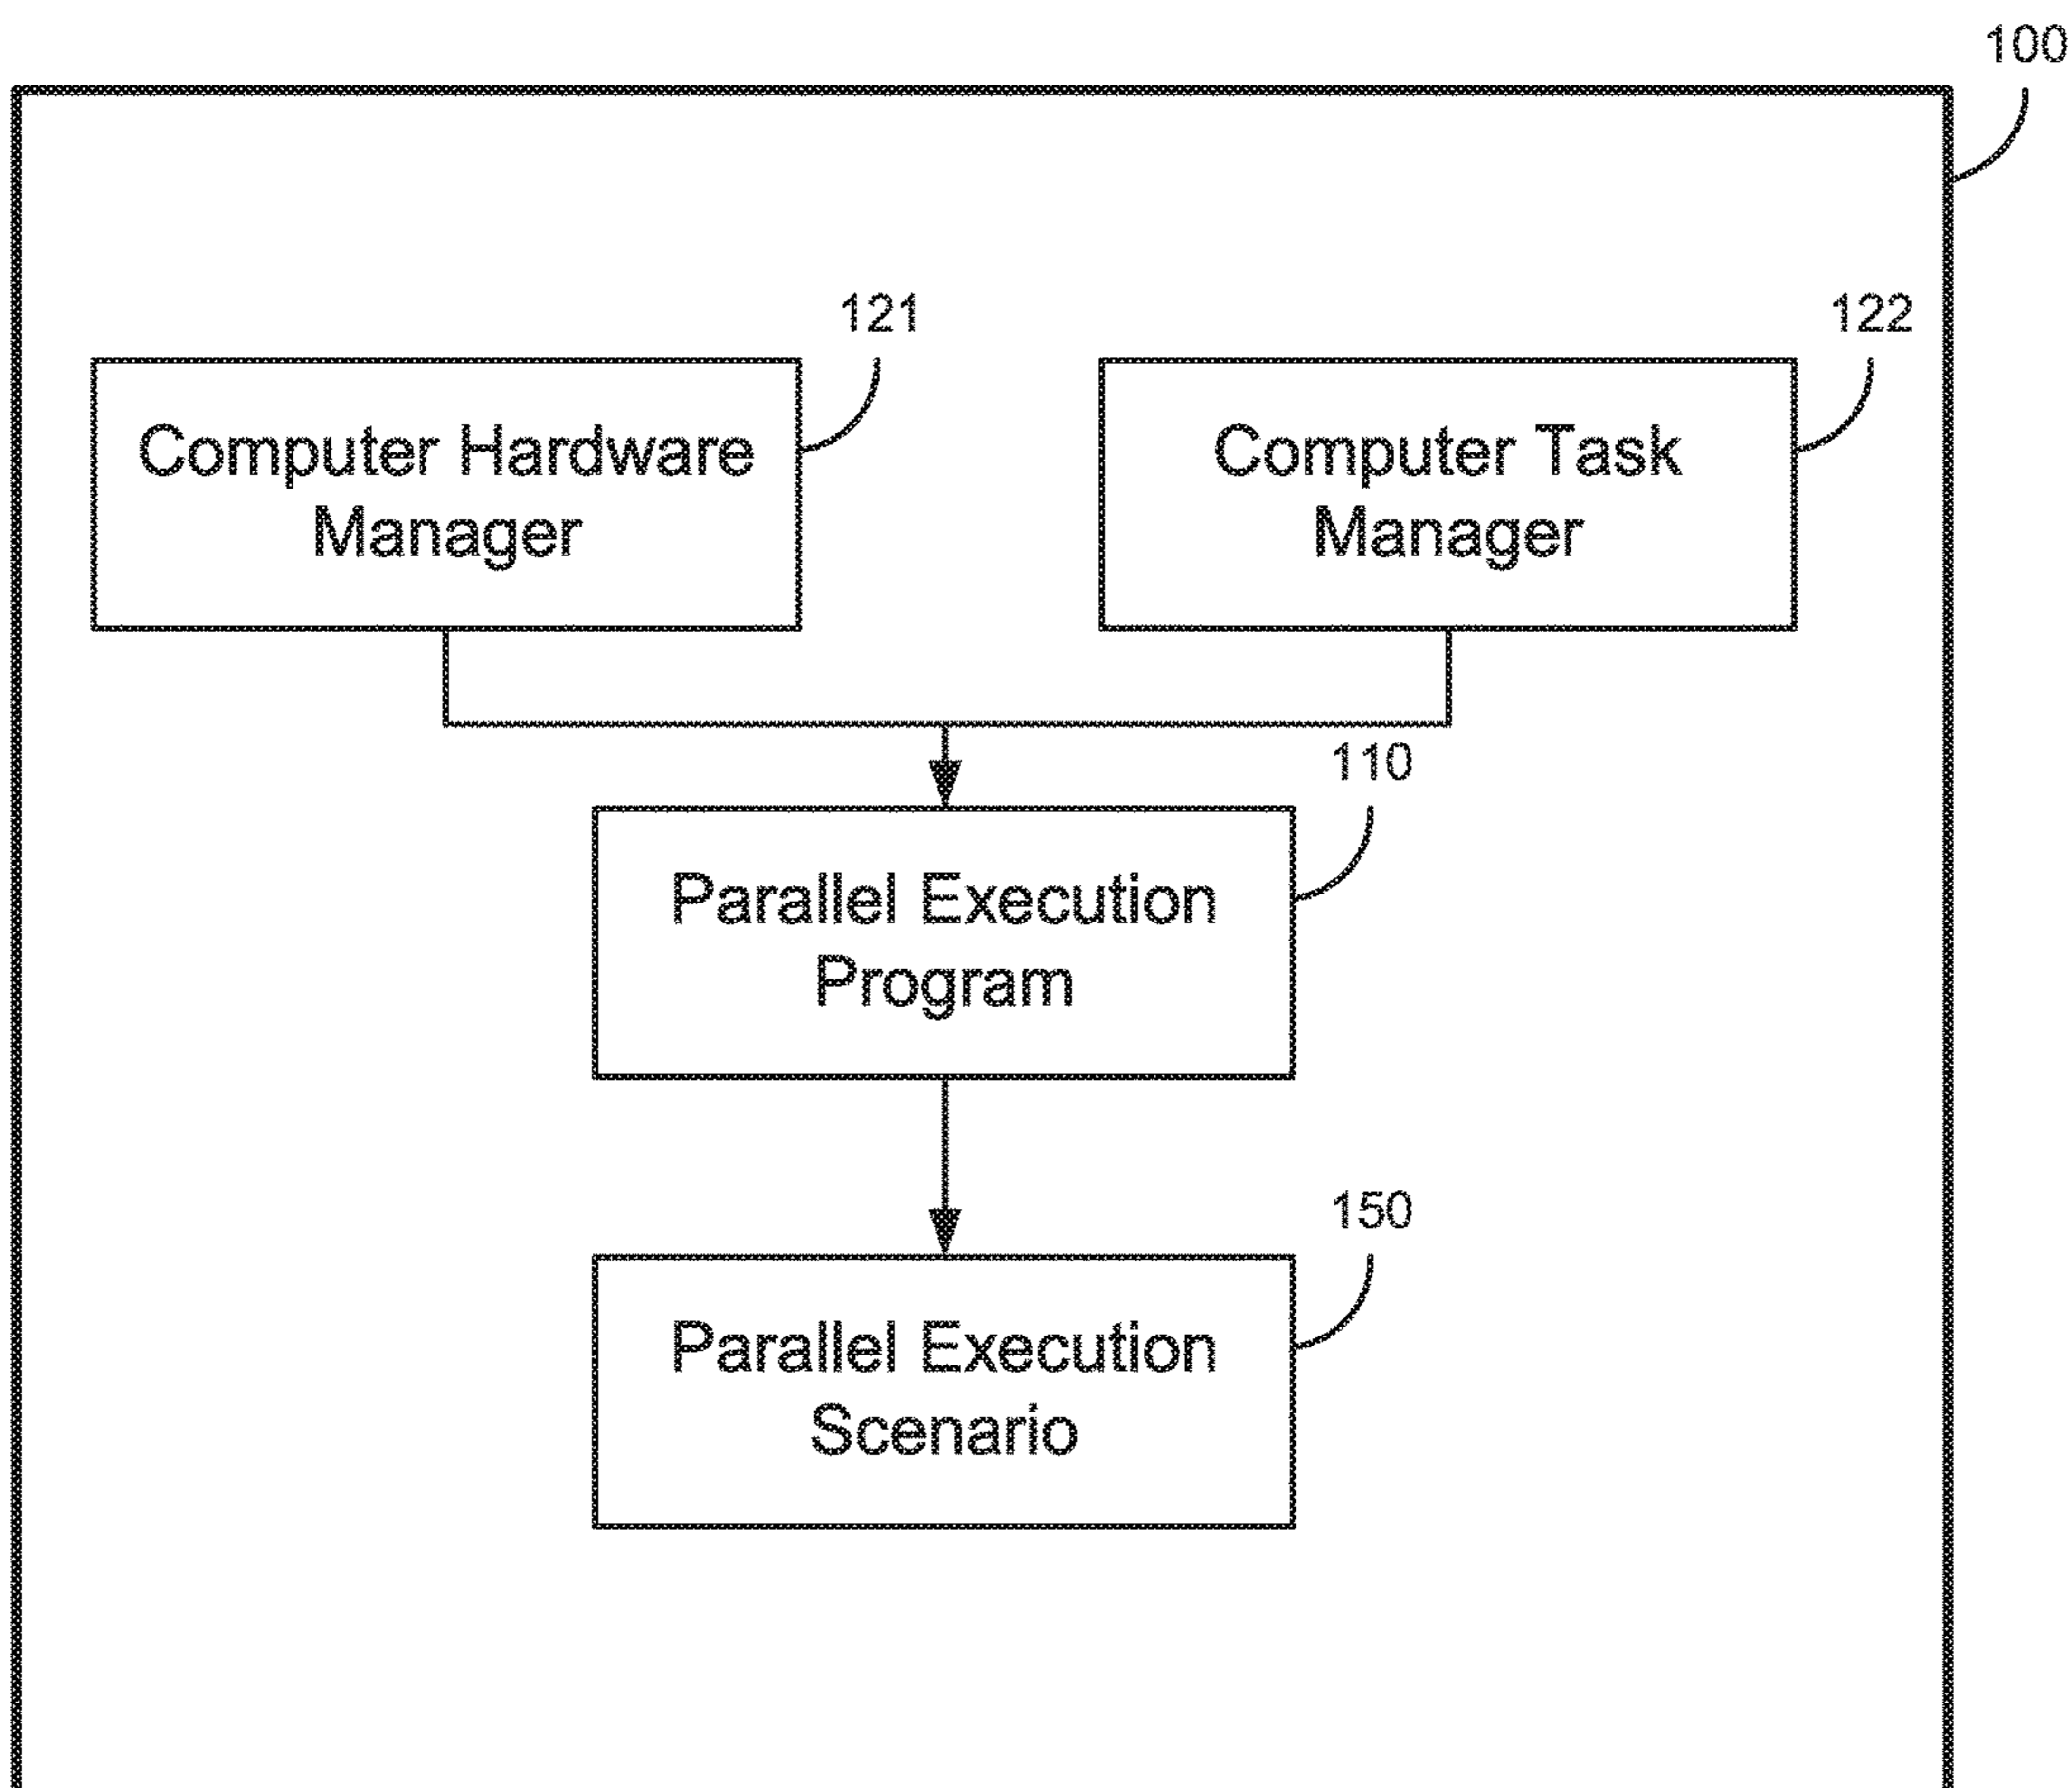 100
121
122
Computer Hardware
Manager
Computer Task
Manager
110
Parallel Execution
Program
150
Parallel Execution
Scenario